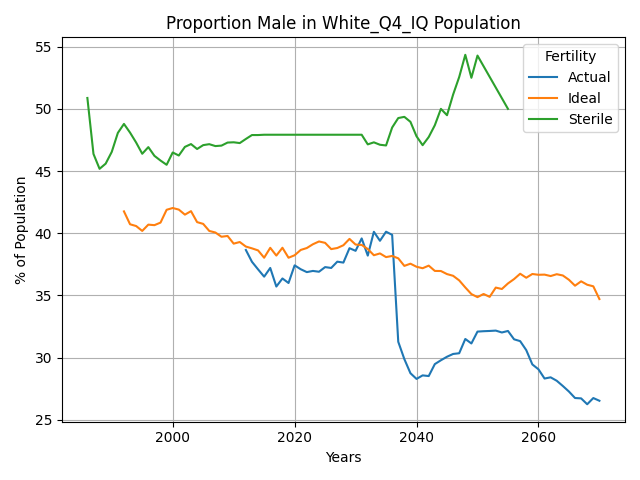 Proportion Male in White_Q4_IQ Population
% of Population
55
50
45
40
35
30
25
Fertility
Actual
Ideal
Sterile
2000
2020
2040
2060
Years